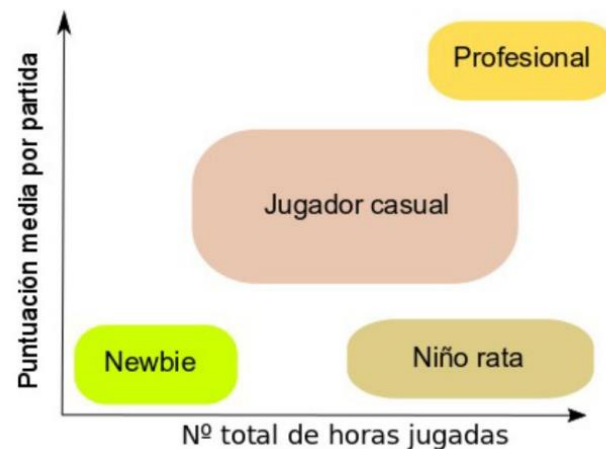 Puntuación media por partida
Profesional
Jugador casual
Newbie
Niño rata
Nº total de horas jugadas